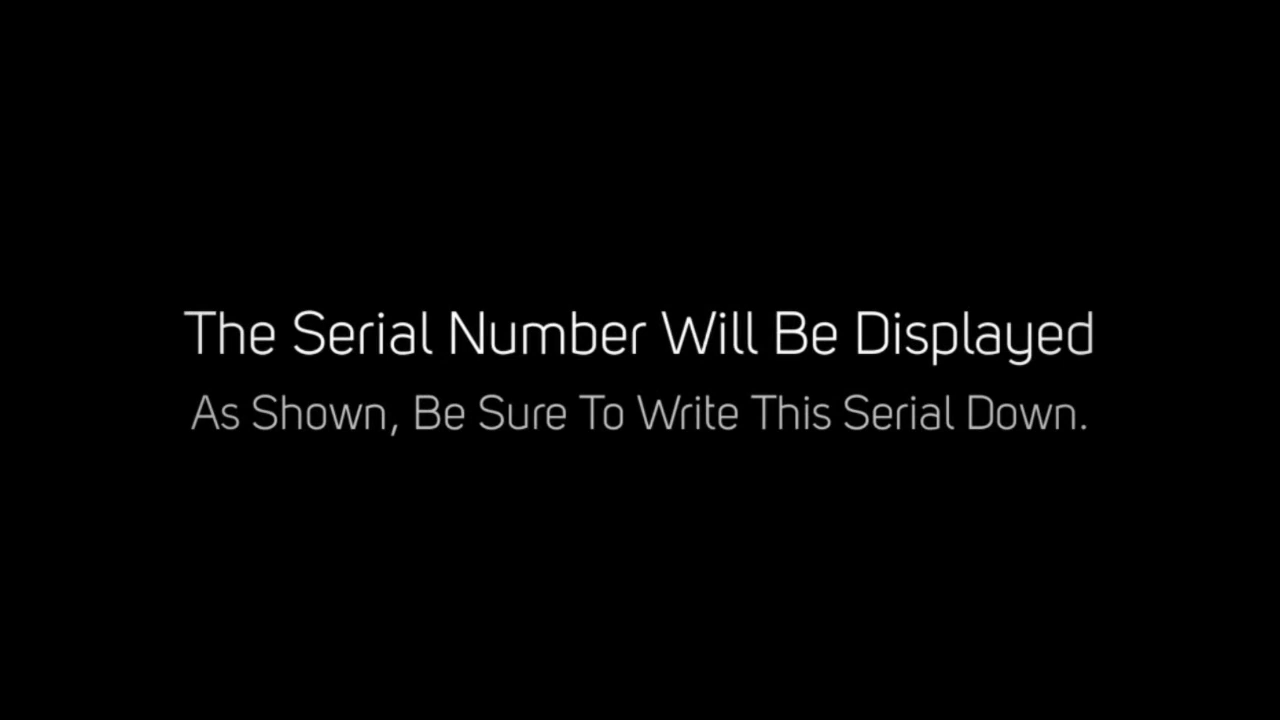 The Serial Number Will Be Displayed
As Shown, Be Sure To Write This Serial Down.